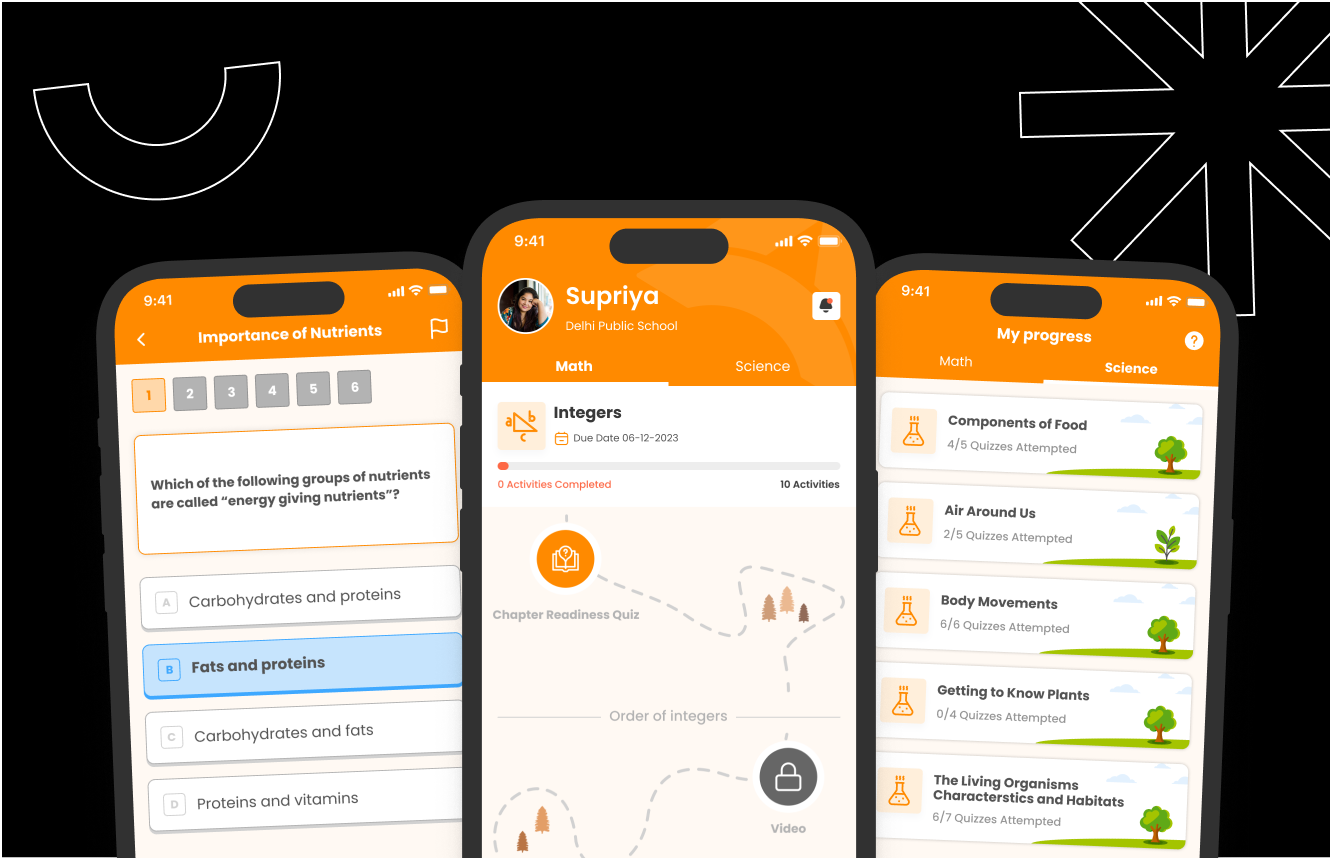 9:41
Importance of Nutrients
1 2 3 4 5 6
Which of the following groups of nutrients
are called “energy giving nutrients”?
A Carbohydrates and proteins
B Fats and proteins
C Carbohydrates and fats
D Proteins and vitamins
9:41
Supriya
Delhi Public School
Math Science
a b c
Integers
Due Date 06-12-2023
0 Activities Completed 10 Activities
Chapter Readiness Quiz
Order of integers
Video
9:41
My progress
?
Math Science
Components of Food
4/5 Quizzes Attempted
Air Around Us
2/5 Quizzes Attempted
Body Movements
6/6 Quizzes Attempted
Getting to Know Plants
0/4 Quizzes Attempted
The Living Organisms
Characterstics and Habitats
6/7 Quizzes Attempted